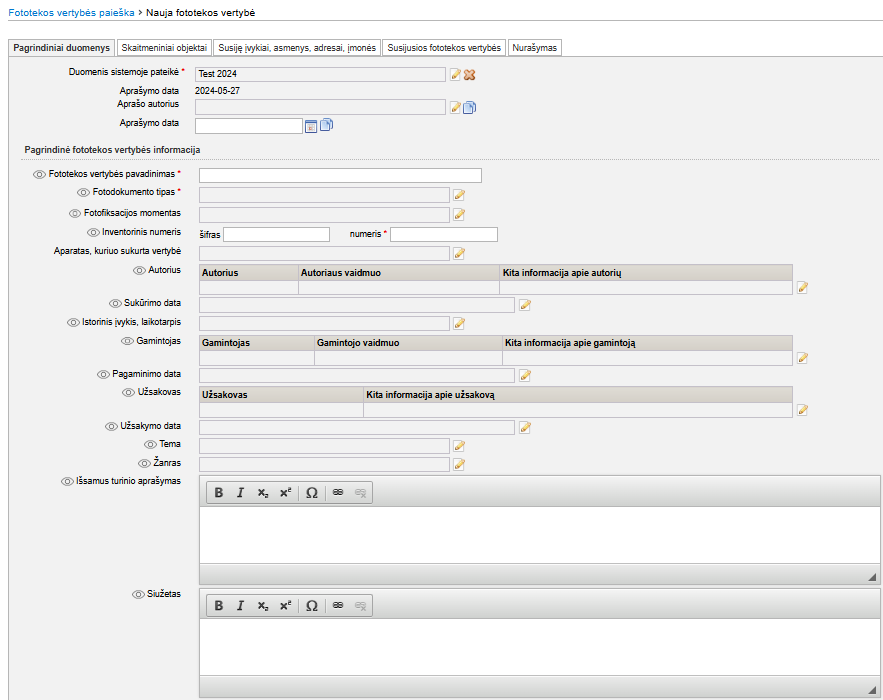 Fototekos vertybės paieška > Nauja fototekos vertybė
Pagrindiniai duomenys Skaitmeniniai objektai Susiję įvykiai, asmenys, adresai, įmonės Susijusios fototekos vertybės Nurašymas
Duomenis sistemoje pateikė * Test 2024
Aprašymo data 2024-05-27
Aprašo autorius
Aprašymo data
Pagrindinė fototekos vertybės informacija
Fototekos vertybės pavadinimas *
Fotodokumento tipas *
Fotofiksacijos momentas
Inventorinis numeris šifras numeris *
Aparatas, kuriuo sukurta vertybė
Autorius Autorius Autoriaus vaidmuo Kita informacija apie autorių
Sukūrimo data
Istorinis įvykis, laikotarpis
Gamintojas Gamintojas Gamintojo vaidmuo Kita informacija apie gamintoją
Pagaminimo data
Užsakovas Užsakovas Kita informacija apie užsakovą
Užsakymo data
Tema
Žanras
Išsamus turinio aprašymas
B I x₂ x² Ω
Siužetas
B I x₂ x² Ω